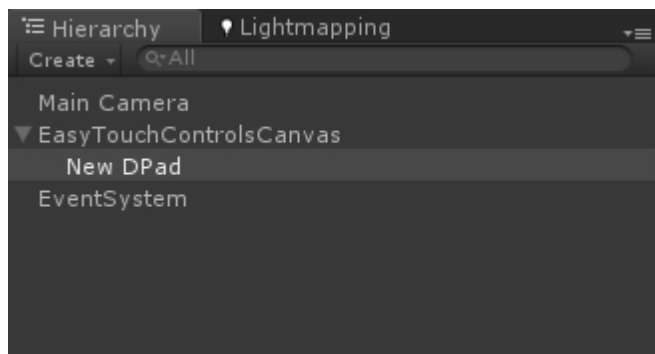 Hierarchy Lightmapping
Create All
Main Camera
EasyTouchControlsCanvas
New DPad
EventSystem